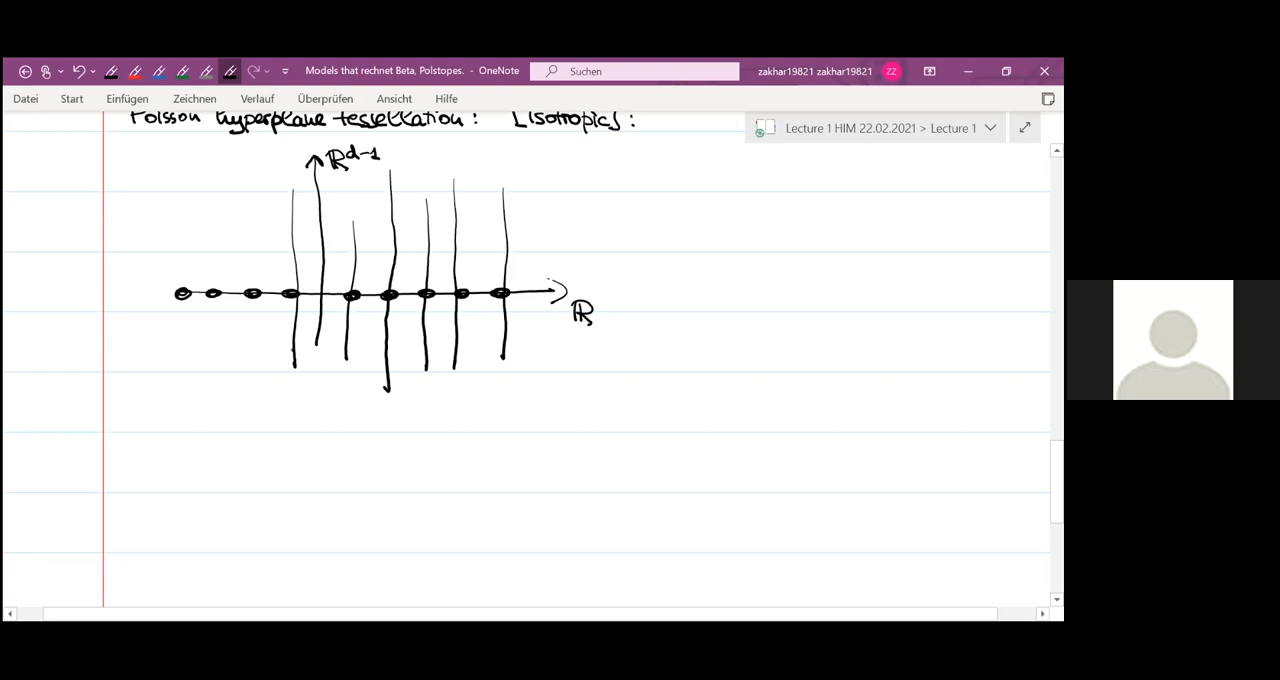 Models that rechnet Beta, Polstopes. - OneNote
Suchen
zakhar19821 zakhar19821
ZZ
Datei Start Einfügen Zeichnen Verlauf Überprüfen Ansicht Hilfe
Poisson hyperplane tessellation: [Isotropics]:
Lecture 1 HIM 22.02.2021 > Lecture 1
ℝ^{d-1}
ℝ